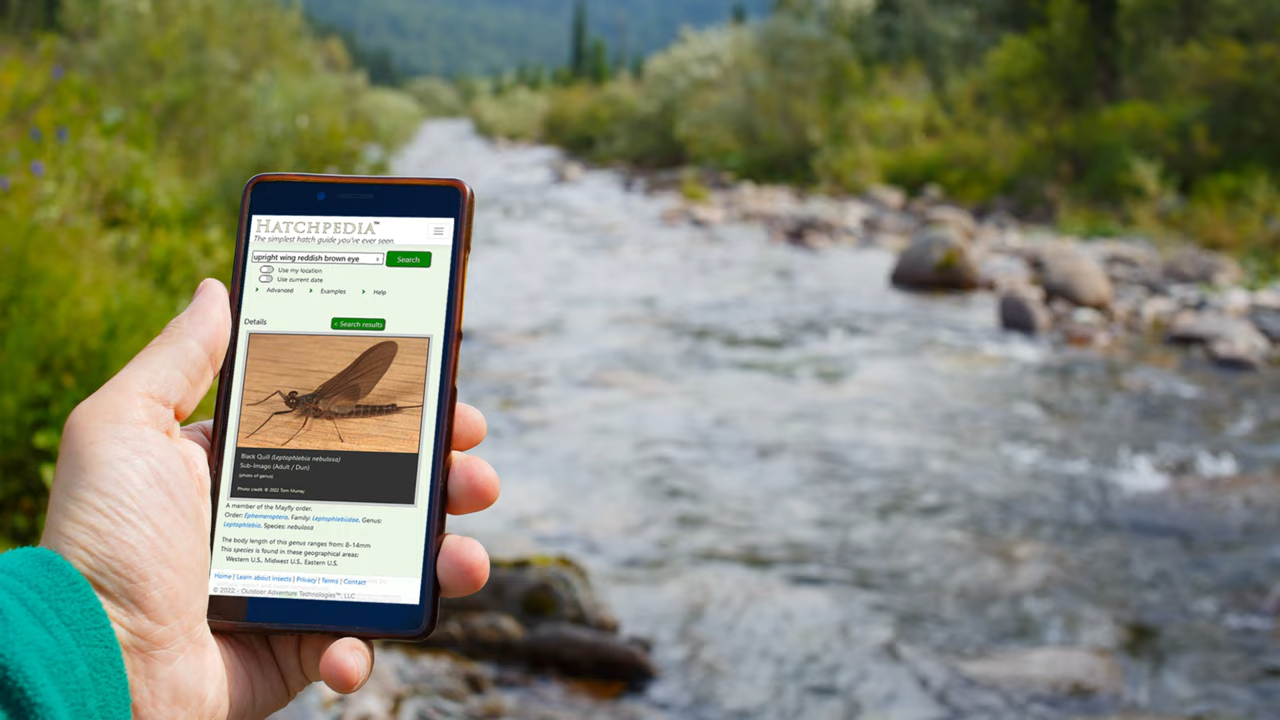 HATCHPEDIA™
The simplest hatch guide you've ever seen.
upright wing reddish brown eye
Search
Use my location
Use current date
Advanced Examples Help
Details
< Search results
Black Quill (Leptophlebia nebulosa)
Sub-Imago (Adult / Dun)
(photo of genus)
Photo credit: © 2022 Tom Murray
A member of the Mayfly order.
Order: Ephemeroptera, Family: Leptophlebiidae, Genus:
Leptophlebia, Species: nebulosa
The body length of this genus ranges from: 8-14mm
This species is found in these geographical areas:
Western U.S., Midwest U.S., Eastern U.S.
Home | Learn about insects | Privacy | Terms | Contact
© 2022 - Outdoor Adventure Technologies™, LLC